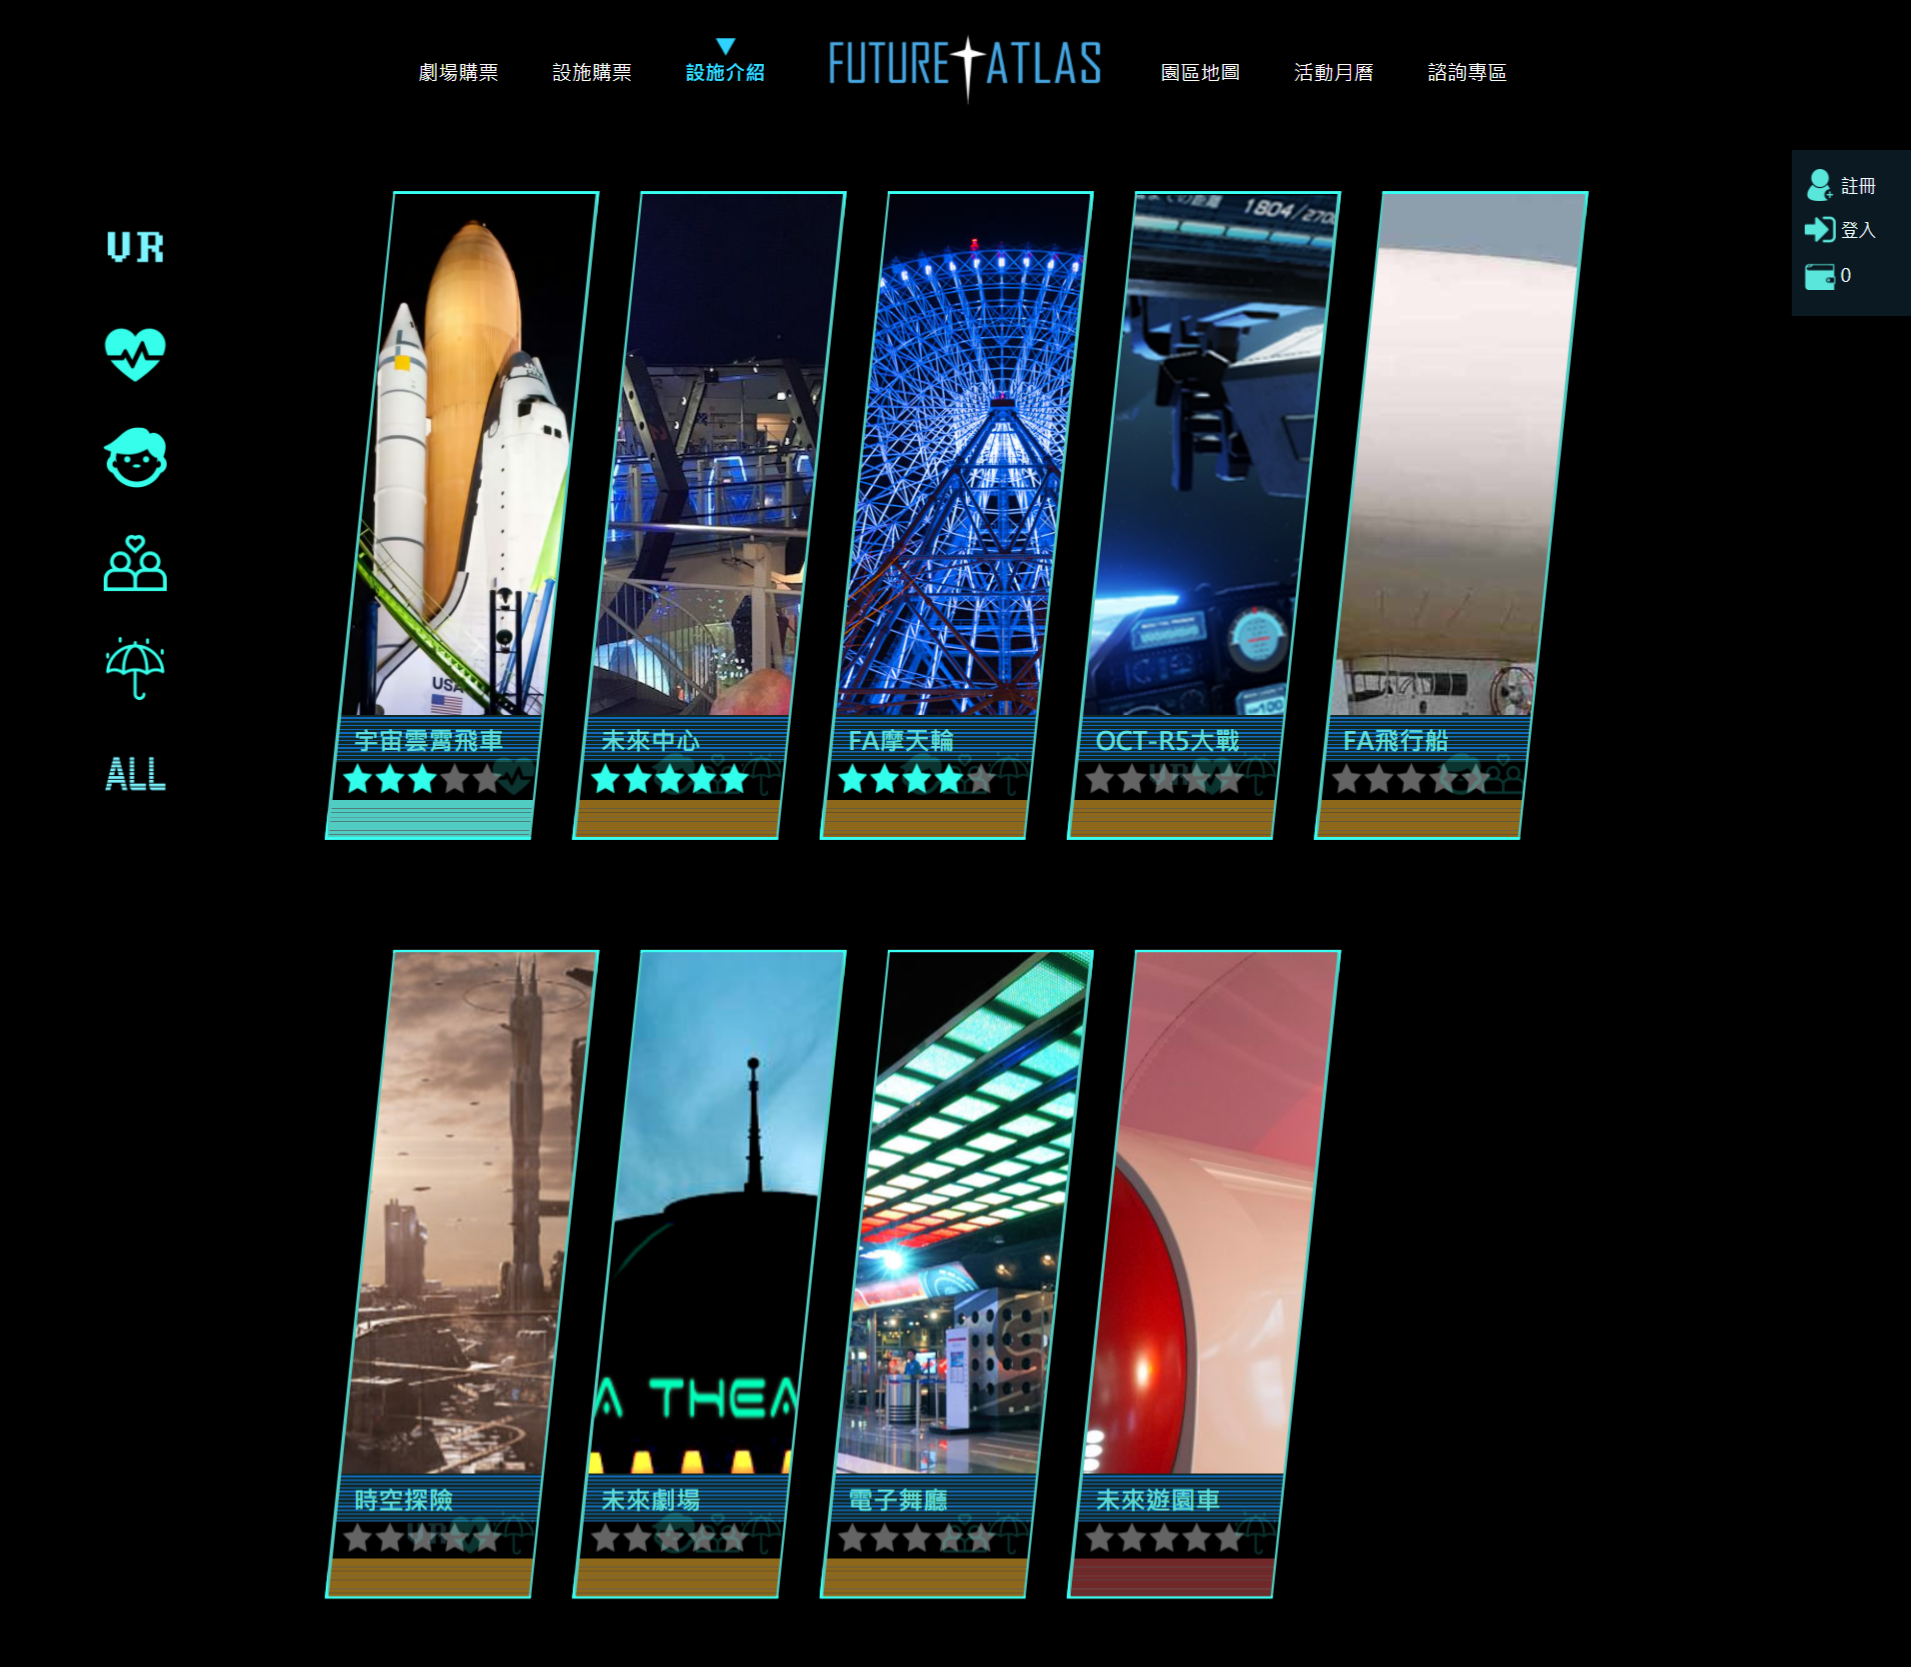 劇場購票
設施購票
設施介紹
FUTURE ATLAS
園區地圖
活動月曆
諮詢專區
註冊
登入
0
VR
ALL
1804/270
USA
宇宙雲霄飛車
未來中心
FA摩天輪
OCT-R5大戰
FA飛行船
A THEA
時空探險
未來劇場
電子舞廳
未來遊園車